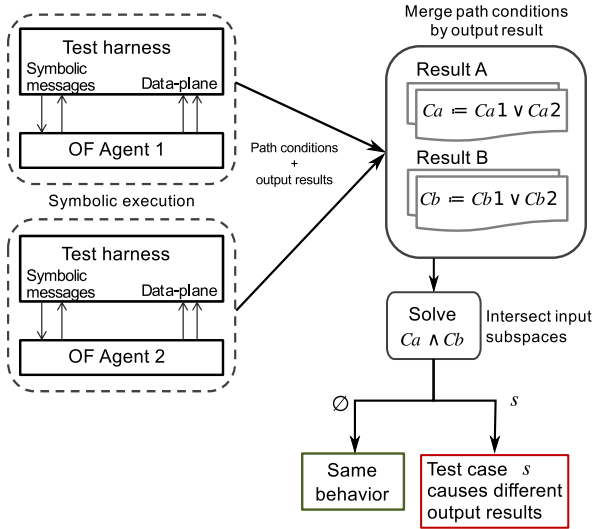 Test harness
Symbolic
messages
Data-plane
OF Agent 1
Symbolic execution
Test harness
Symbolic
messages
Data-plane
OF Agent 2
Path conditions
+
output results
Merge path conditions
by output result
Result A
Ca ≔ Ca1 ∨ Ca2
Result B
Cb ≔ Cb1 ∨ Cb2
Solve
Ca ∧ Cb
Intersect input
subspaces
∅
s
Same
behavior
Test case s
causes different
output results